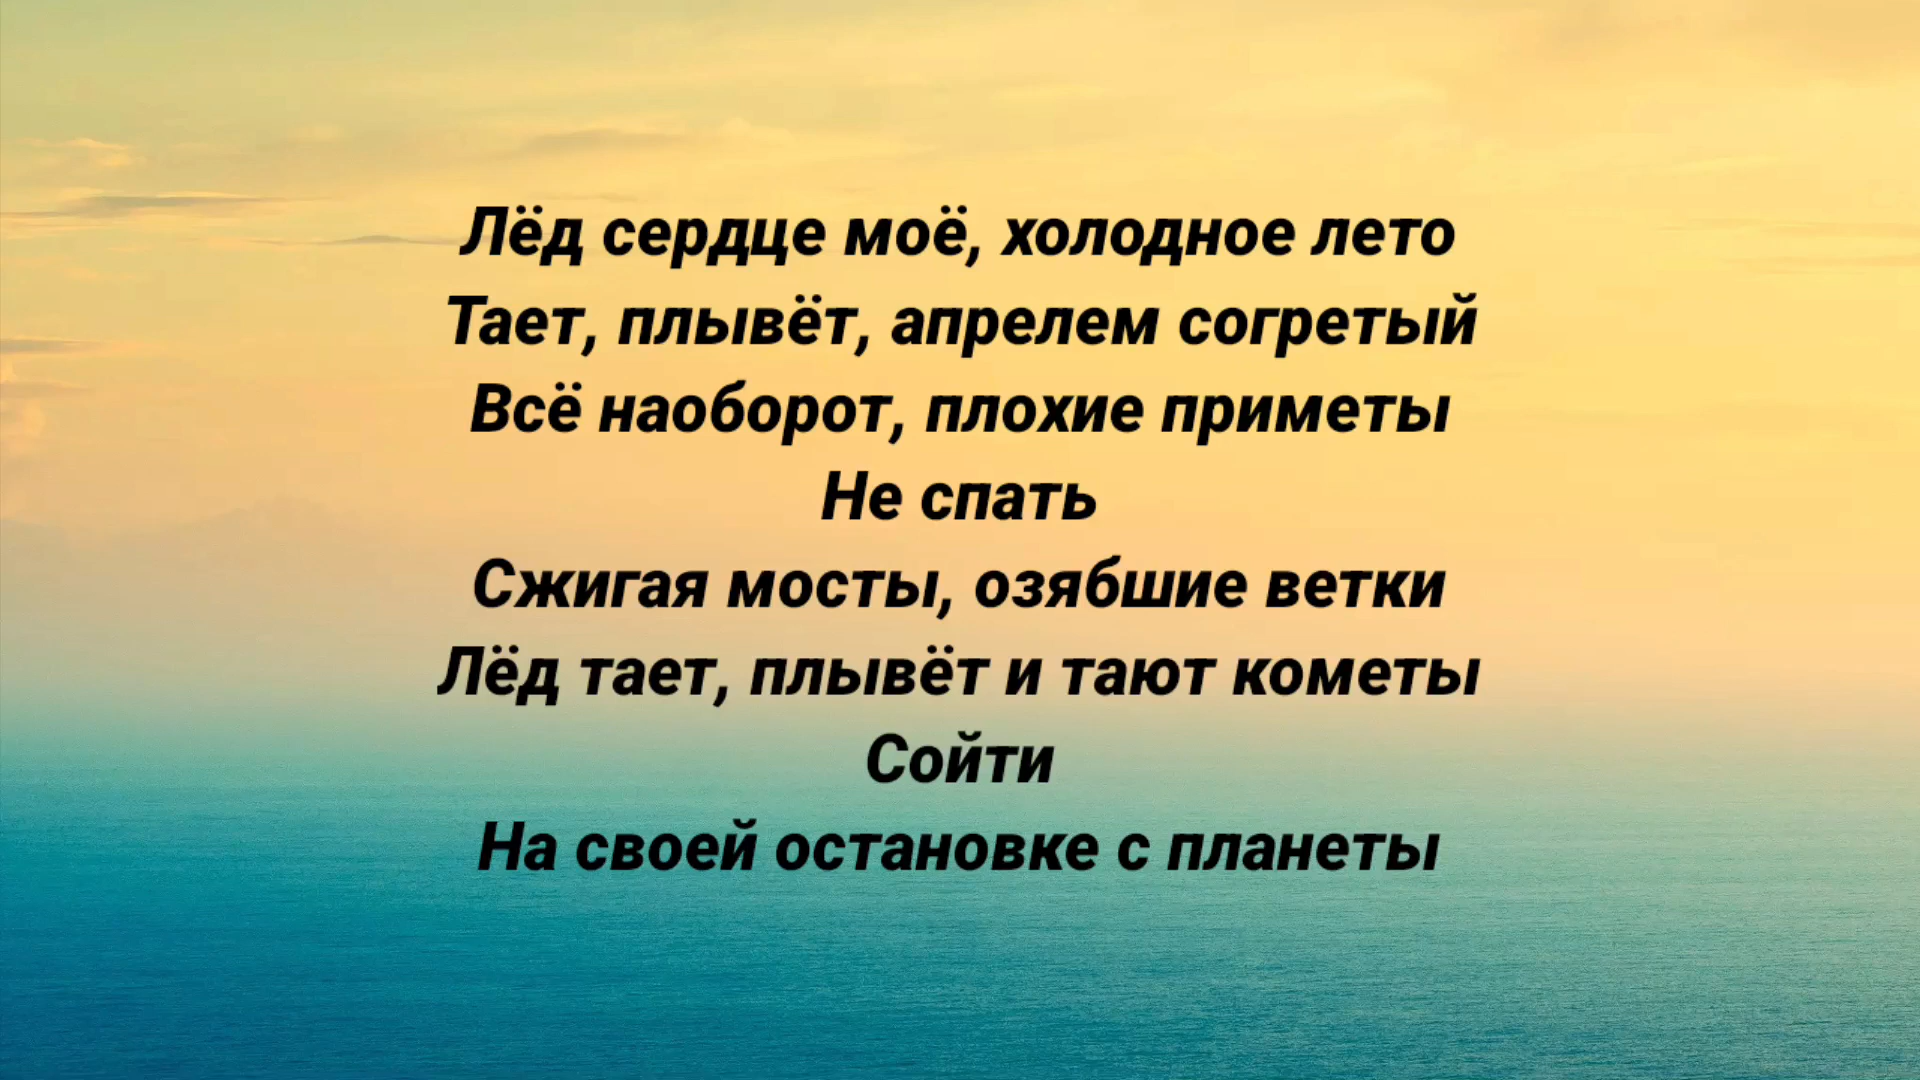 Лёд сердце моё, холодное лето
Тает, плывёт, апрелем согретый
Всё наоборот, плохие приметы
Не спать
Сжигая мосты, озябшие ветки
Лёд тает, плывёт и тают кометы
Сойти
На своей остановке с планеты